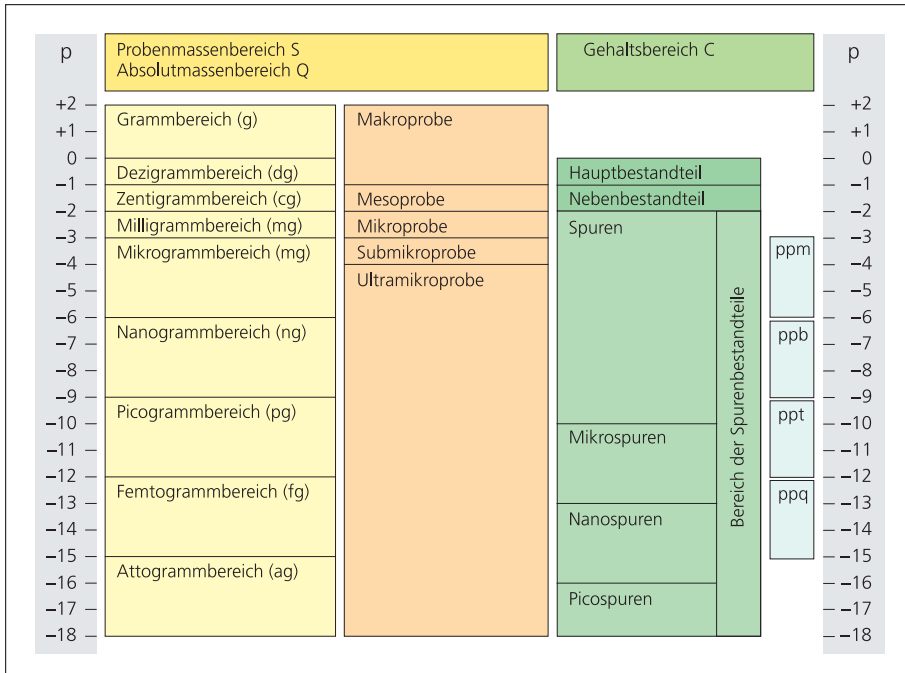 p
Probenmassenbereich S
Absolutmassenbereich Q
Gehaltsbereich C
p
+2
+1
0
−1
−2
−3
−4
−5
−6
−7
−8
−9
−10
−11
−12
−13
−14
−15
−16
−17
−18
Grammbereich (g)
Dezigrammbereich (dg)
Zentigrammbereich (cg)
Milligrammbereich (mg)
Mikrogrammbereich (mg)
Nanogrammbereich (ng)
Picogrammbereich (pg)
Femtogrammbereich (fg)
Attogrammbereich (ag)
Makroprobe
Mesoprobe
Mikroprobe
Submikroprobe
Ultramikroprobe
Hauptbestandteil
Nebenbestandteil
Spuren
Mikrospuren
Nanospuren
Picospuren
Bereich der Spurenbestandteile
ppm
ppb
ppt
ppq
+2
+1
0
−1
−2
−3
−4
−5
−6
−7
−8
−9
−10
−11
−12
−13
−14
−15
−16
−17
−18